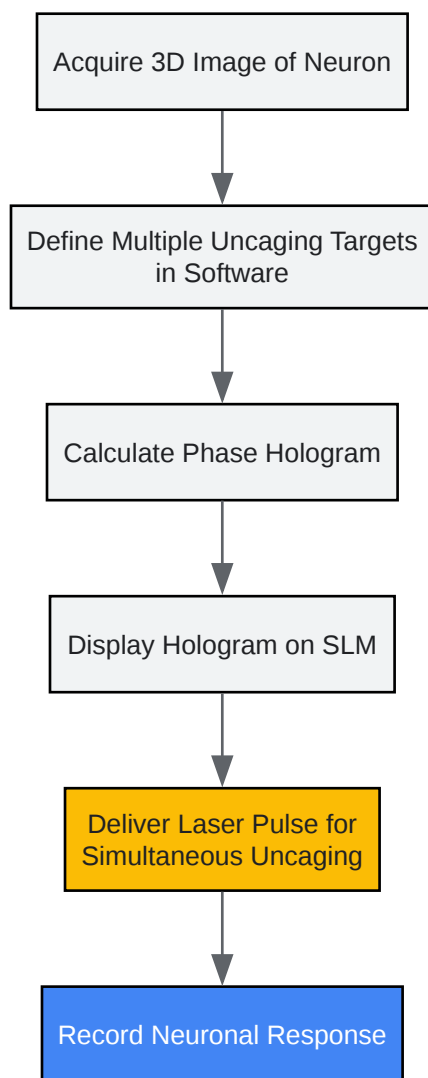 Acquire 3D Image of Neuron
Define Multiple Uncaging Targets
in Software
Calculate Phase Hologram
Display Hologram on SLM
Deliver Laser Pulse for
Simultaneous Uncaging
Record Neuronal Response